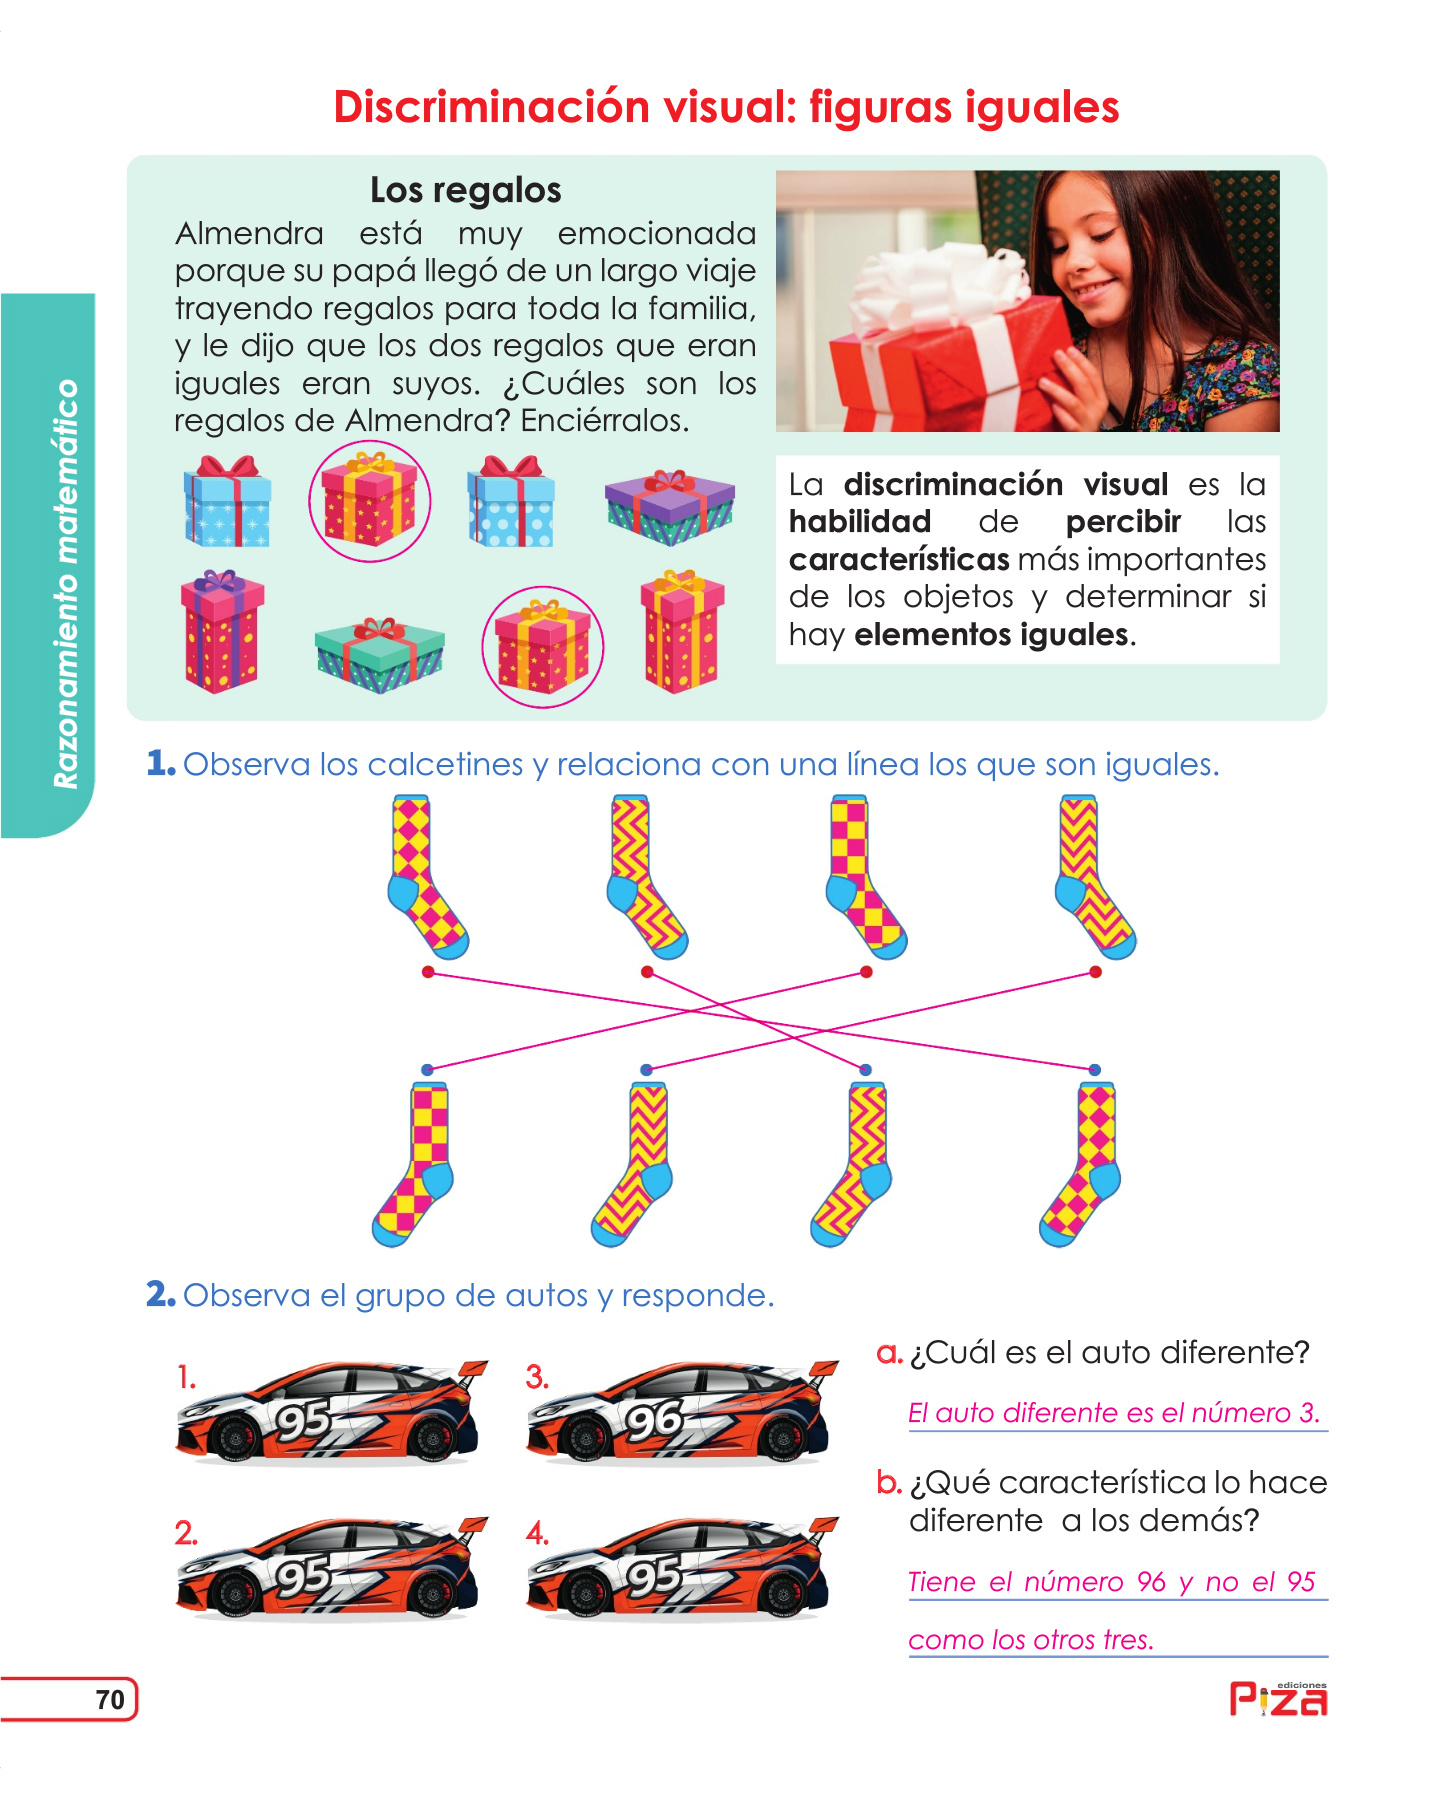 Discriminación visual: figuras iguales
Los regalos
Almendra está muy emocionada
porque su papá llegó de un largo viaje
trayendo regalos para toda la familia,
y le dijo que los dos regalos que eran
iguales eran suyos. ¿Cuáles son los
regalos de Almendra? Enciérralos.
La discriminación visual es la
habilidad de percibir las
características más importantes
de los objetos y determinar si
hay elementos iguales.
Razonamiento matemático
1. Observa los calcetines y relaciona con una línea los que son iguales.
2. Observa el grupo de autos y responde.
1.
95
3.
96
2.
95
4.
95
a. ¿Cuál es el auto diferente?
El auto diferente es el número 3.
b. ¿Qué característica lo hace
diferente a los demás?
Tiene el número 96 y no el 95
como los otros tres.
70
ediciones
Piza